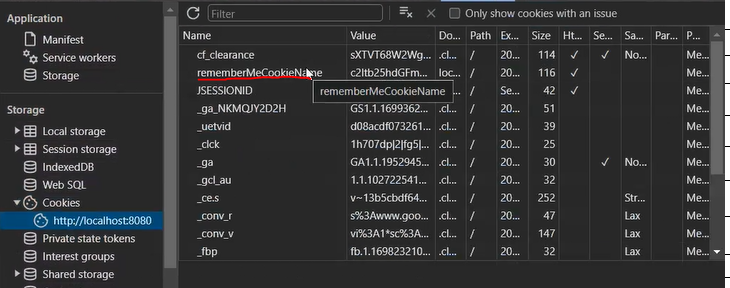 Application
Manifest
Service workers
Storage
Storage
Local storage
Session storage
IndexedDB
Web SQL
Cookies
http://localhost:8080
Private state tokens
Interest groups
Shared storage
Filter Only show cookies with an issue
Name Value Do... Path Ex... Size Ht... Se... Sa... Par... P...
cf_clearance sXTVT68W2Wg... .cl... / 20... 114 ✓ ✓ No... Me...
rememberMeCookieName c2ltb25hdGFm... loc... / 20... 116 ✓ Me...
JSESSIONID rememberMeCookieName Se... 42 ✓ Me...
_ga_NKMQJY2D2H GS1.1.1699362... .cl... / 20... 51 Me...
_uetvid d08acdf073261... .cl... / 20... 39 Me...
_clck 1h707dp|2|fg5|... .cl... / 20... 25 Me...
_ga GA1.1.1952945... .cl... / 20... 30 ✓ No... Me...
_gcl_au 1.1.102722541... .cl... / 20... 32 Me...
_ce.s v~13b5cbdf64... .cl... / 20... 252 Str... Me...
_conv_r s%3Awww.goo... .cl... / 20... 47 Lax Me...
_conv_v vi%3A1*sc%3A... .cl... / 20... 147 Lax Me...
_fbp fb.1.169823210... .cl... / 20... 32 Lax Me...